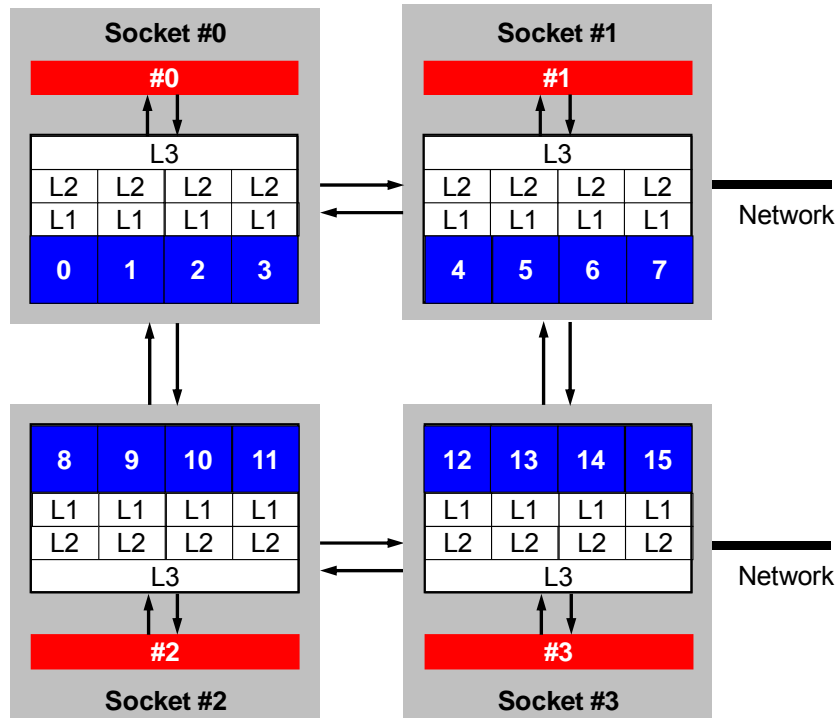 Socket #0
Socket #1
#0
#1
L3
L3
L2 L2 L2 L2
L2 L2 L2 L2
L1 L1 L1 L1
L1 L1 L1 L1
Network
0 1 2 3
4 5 6 7
8 9 10 11
12 13 14 15
L1 L1 L1 L1
L1 L1 L1 L1
L2 L2 L2 L2
L2 L2 L2 L2
L3
L3
Network
#2
#3
Socket #2
Socket #3